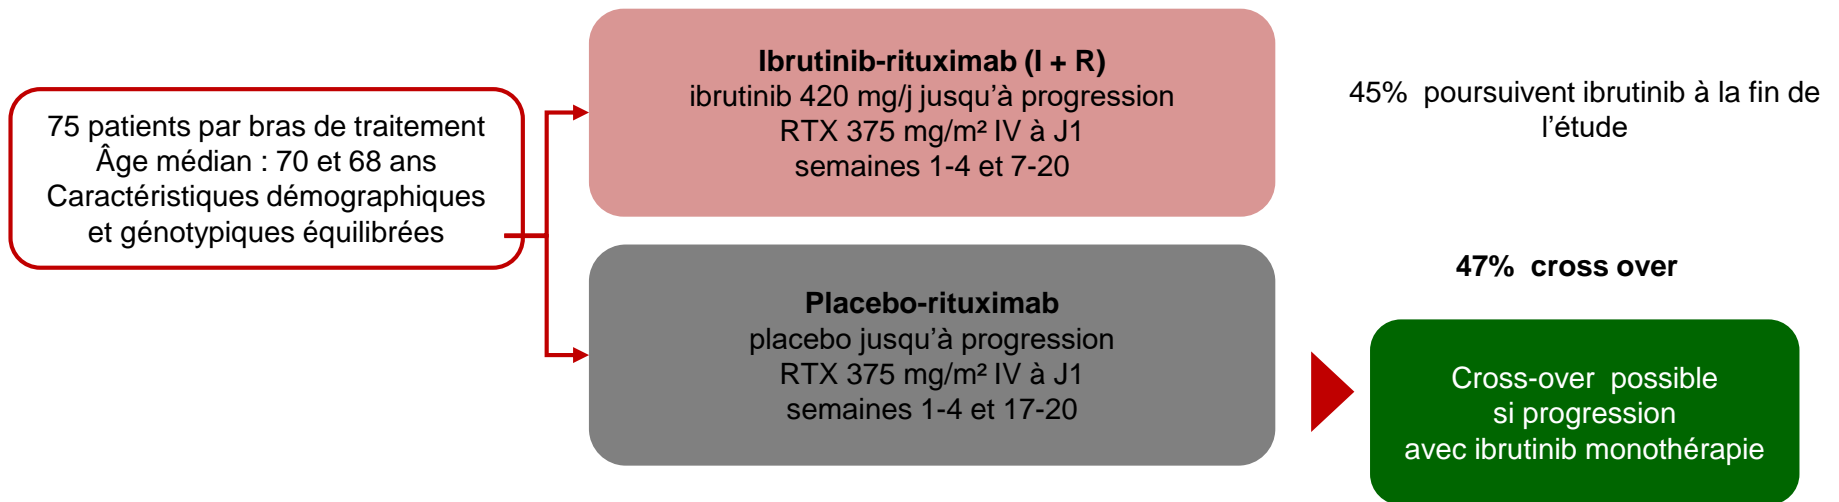 75 patients par bras de traitement
Âge médian : 70 et 68 ans
Caractéristiques démographiques
et génotypiques équilibrées
Ibrutinib-rituximab (I + R)
ibrutinib 420 mg/j jusqu’à progression
RTX 375 mg/m² IV à J1
semaines 1-4 et 7-20
45% poursuivent ibrutinib à la fin de
l’étude
Placebo-rituximab
placebo jusqu’à progression
RTX 375 mg/m² IV à J1
semaines 1-4 et 17-20
47% cross over
Cross-over possible
si progression
avec ibrutinib monothérapie